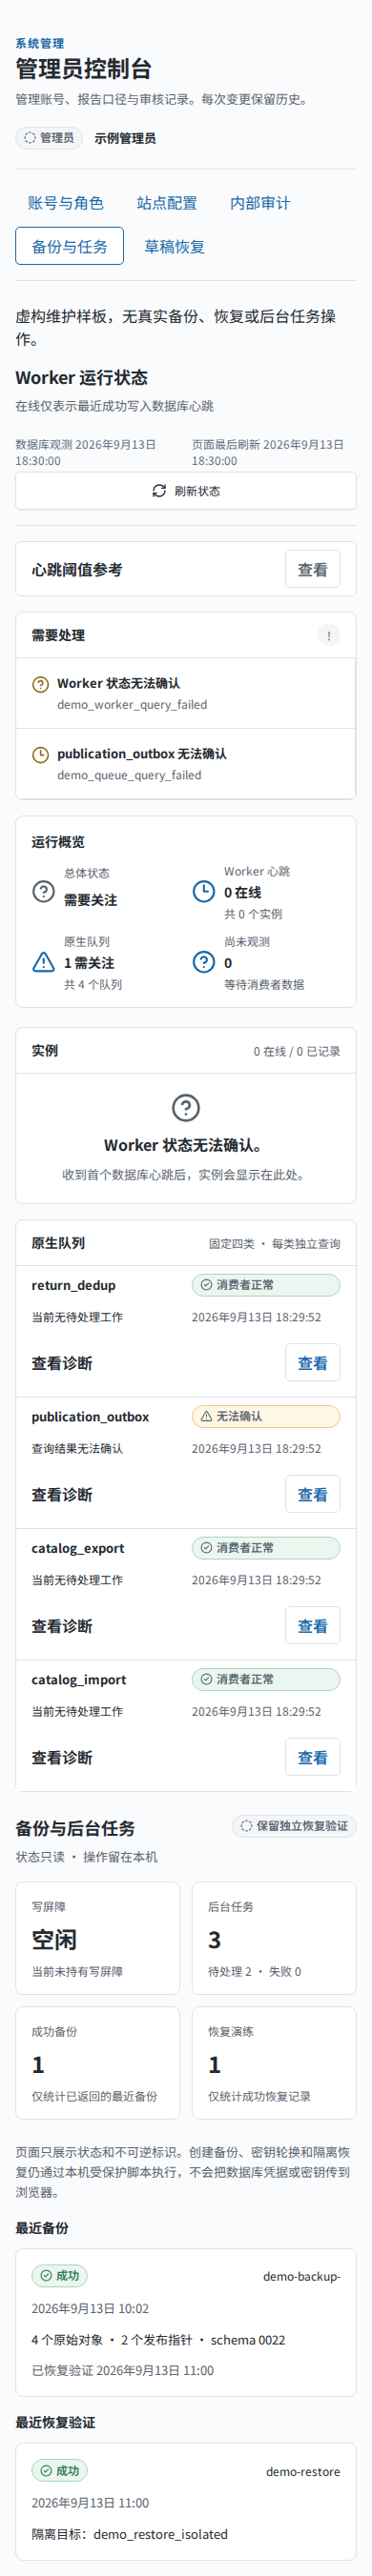 系统管理
管理员控制台
管理账号、报告口径与审核记录。每次变更保留历史。
管理员 示例管理员
账号与角色 站点配置 内部审计
备份与任务 草稿恢复
虚构维护样板，无真实备份、恢复或后台任务操
作。
Worker 运行状态
在线仅表示最近成功写入数据库心跳
数据库观测 2026年9月13日 页面最后刷新 2026年9月13日
18:30:00 18:30:00
刷新状态
心跳阈值参考 查看
需要处理 !
Worker 状态无法确认
demo_worker_query_failed
publication_outbox 无法确认
demo_queue_query_failed
运行概览
总体状态 Worker 心跳
需要关注 0 在线
共 0 个实例
原生队列 尚未观测
1 需关注 0
共 4 个队列 等待消费者数据
实例 0 在线 / 0 已记录
Worker 状态无法确认。
收到首个数据库心跳后，实例会显示在此处。
原生队列 固定四类 · 每类独立查询
return_dedup 消费者正常
当前无待处理工作 2026年9月13日 18:29:52
查看诊断 查看
publication_outbox 无法确认
查询结果无法确认 2026年9月13日 18:29:52
查看诊断 查看
catalog_export 消费者正常
当前无待处理工作 2026年9月13日 18:29:52
查看诊断 查看
catalog_import 消费者正常
当前无待处理工作 2026年9月13日 18:29:52
查看诊断 查看
备份与后台任务 保留独立恢复验证
状态只读 · 操作留在本机
写屏障 后台任务
空闲 3
当前未持有写屏障 待处理 2 · 失败 0
成功备份 恢复演练
1 1
仅统计已返回的最近备份 仅统计成功恢复记录
页面只展示状态和不可逆标识。创建备份、密钥轮换和隔离恢
复仍通过本机受保护脚本执行，不会把数据库凭据或密钥传到
浏览器。
最近备份
成功 demo-backup-
2026年9月13日 10:02
4 个原始对象 · 2 个发布指针 · schema 0022
已恢复验证 2026年9月13日 11:00
最近恢复验证
成功 demo-restore
2026年9月13日 11:00
隔离目标：demo_restore_isolated